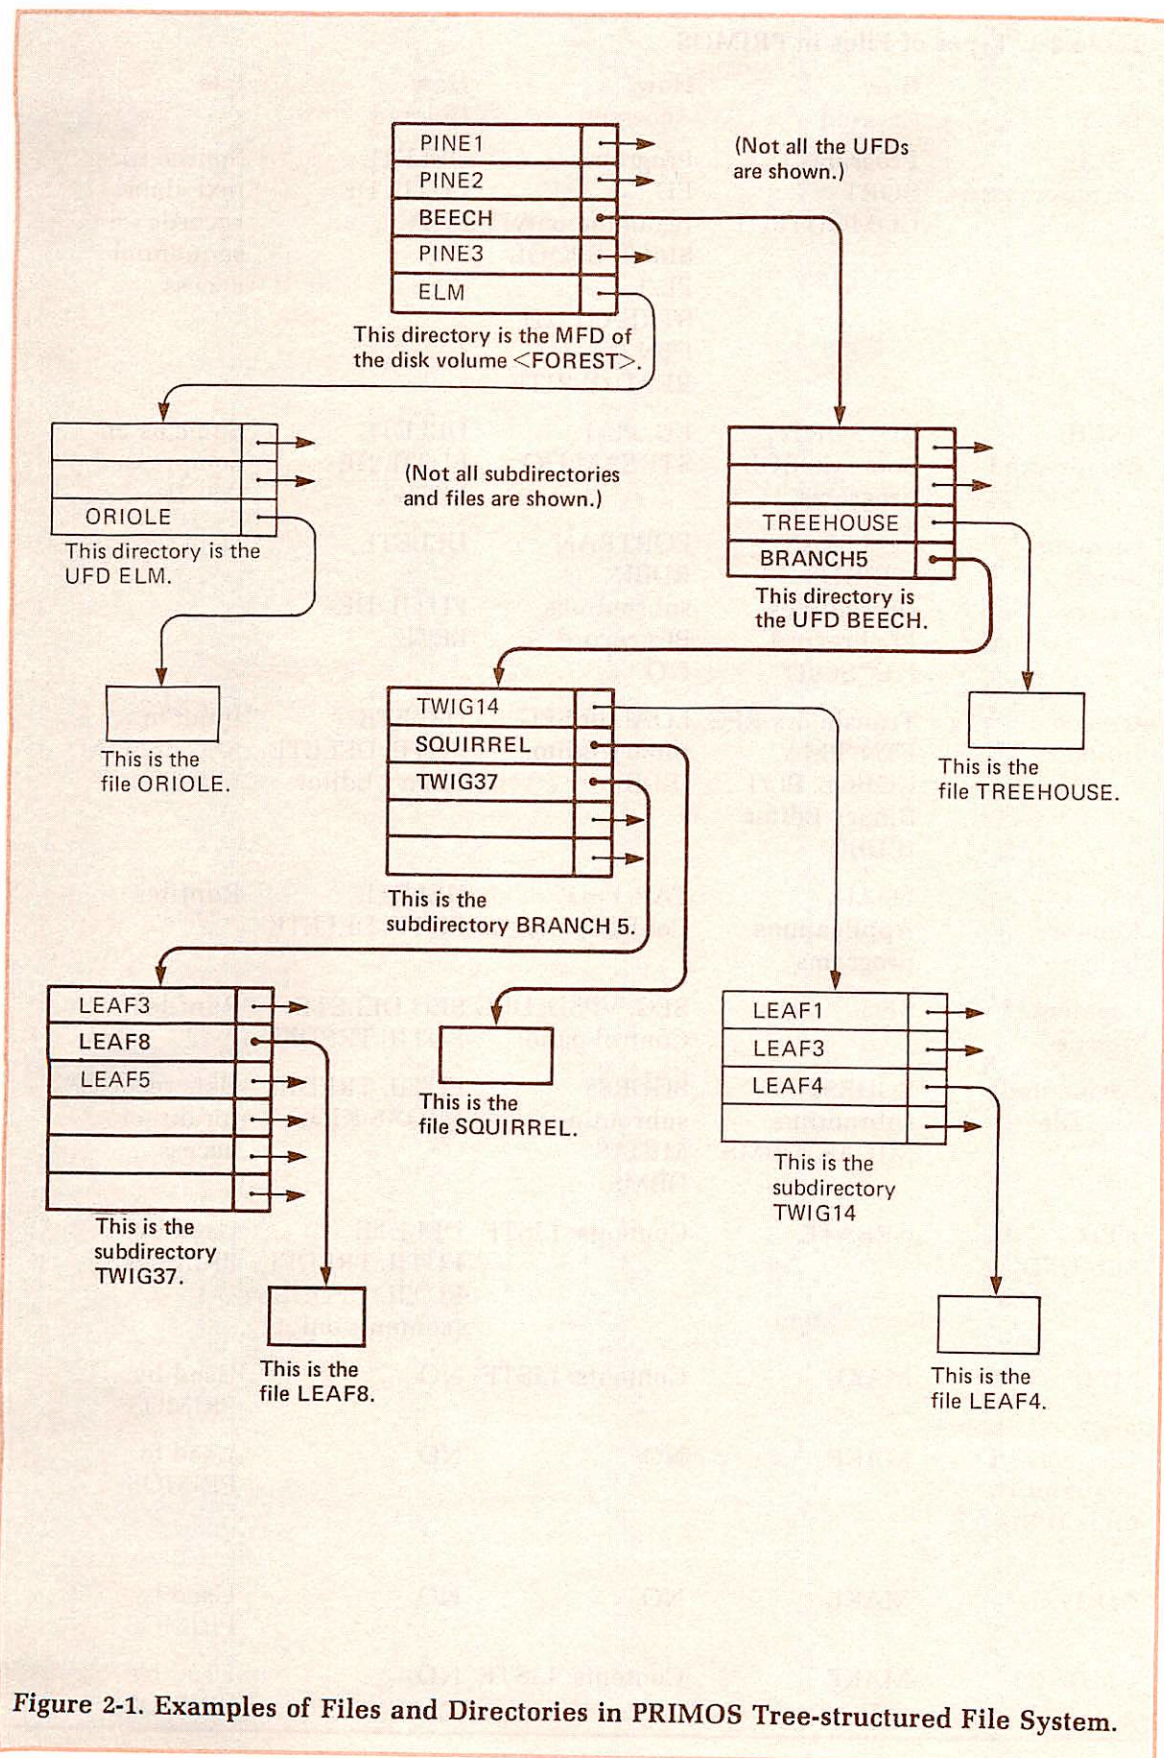 PINE1
PINE2
BEECH
PINE3
ELM
(Not all the UFDs
are shown.)
This directory is the MFD of
the disk volume <FOREST>.
ORIOLE
This directory is the
UFD ELM.
(Not all subdirectories
and files are shown.)
TREEHOUSE
BRANCH5
This directory is
the UFD BEECH.
This is the
file ORIOLE.
TWIG14
SQUIRREL
TWIG37
This is the
subdirectory BRANCH 5.
This is the
file TREEHOUSE.
LEAF3
LEAF8
LEAF5
This is the
subdirectory
TWIG37.
This is the
file SQUIRREL.
LEAF1
LEAF3
LEAF4
This is the
subdirectory
TWIG14
This is the
file LEAF8.
This is the
file LEAF4.
Figure 2-1. Examples of Files and Directories in PRIMOS Tree-structured File System.